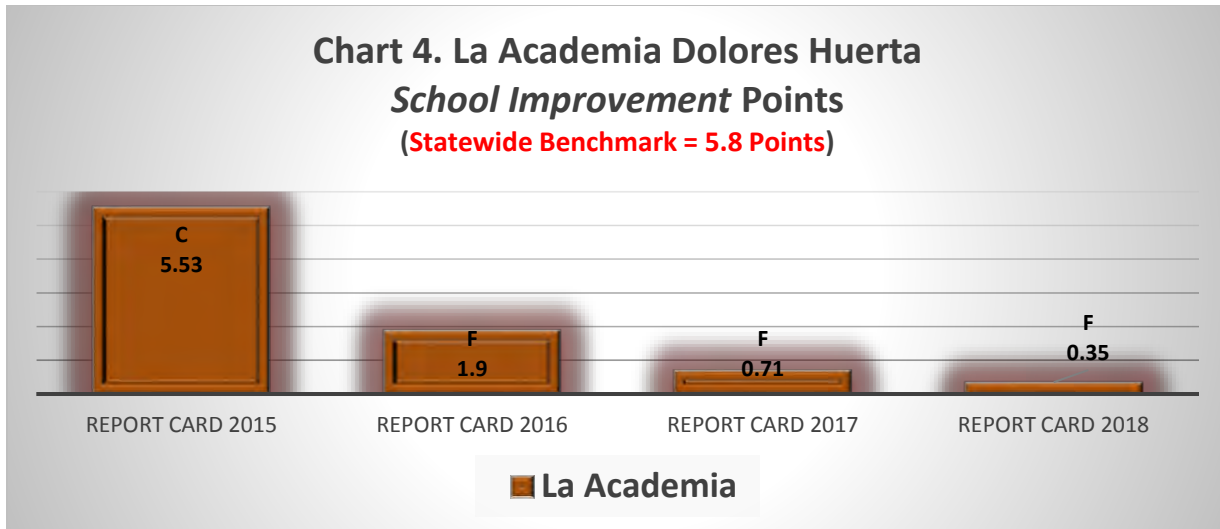 Chart 4. La Academia Dolores Huerta
School Improvement Points
(Statewide Benchmark = 5.8 Points)
C
5.53
F
1.9
F
0.71
F
0.35
REPORT CARD 2015
REPORT CARD 2016
REPORT CARD 2017
REPORT CARD 2018
La Academia